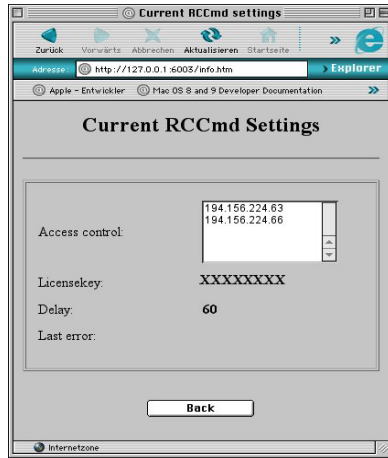 Current RCCmd settings
Zurück Vorwärts Abbrechen Aktualisieren Startseite »
Adresse: http://127.0.0.1:6003/info.htm Explorer
Apple - Entwickler Mac OS 8 and 9 Developer Documentation »
Current RCCmd Settings
194.156.224.63
194.156.224.66
Access control:
Licensekey: XXXXXXXX
Delay: 60
Last error:
Back
Internetzone